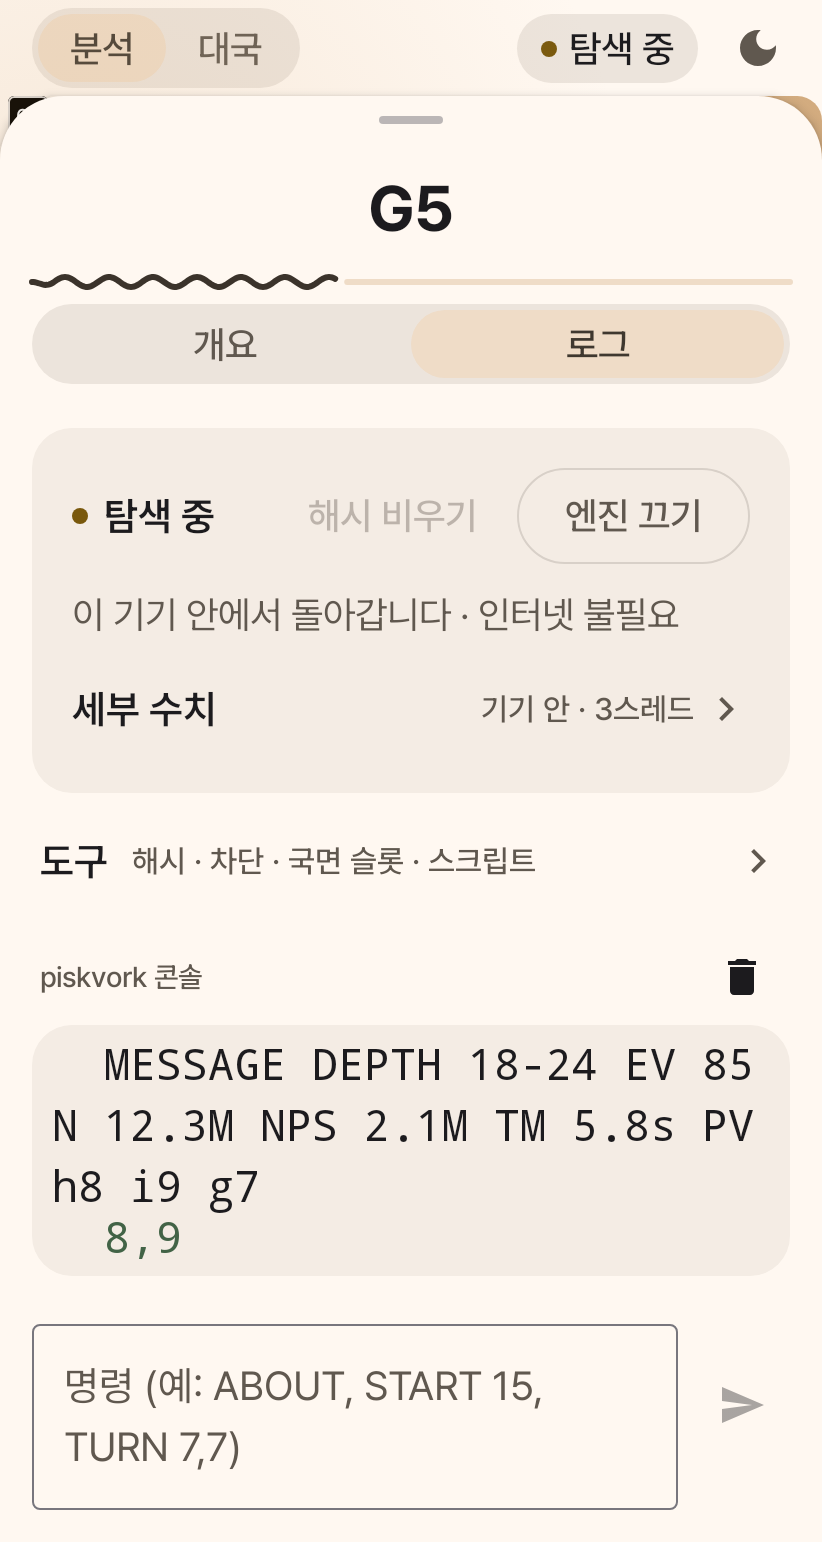 분석
대국
탐색 중
G5
개요
로그
탐색 중
해시 비우기
엔진 끄기
이 기기 안에서 돌아갑니다 · 인터넷 불필요
세부 수치
기기 안 · 3스레드
도구
해시 · 차단 · 국면 슬롯 · 스크립트
piskvork 콘솔
MESSAGE DEPTH 18-24 EV 85
N 12.3M NPS 2.1M TM 5.8s PV
h8 i9 g7
8,9
명령 (예: ABOUT, START 15,
TURN 7,7)